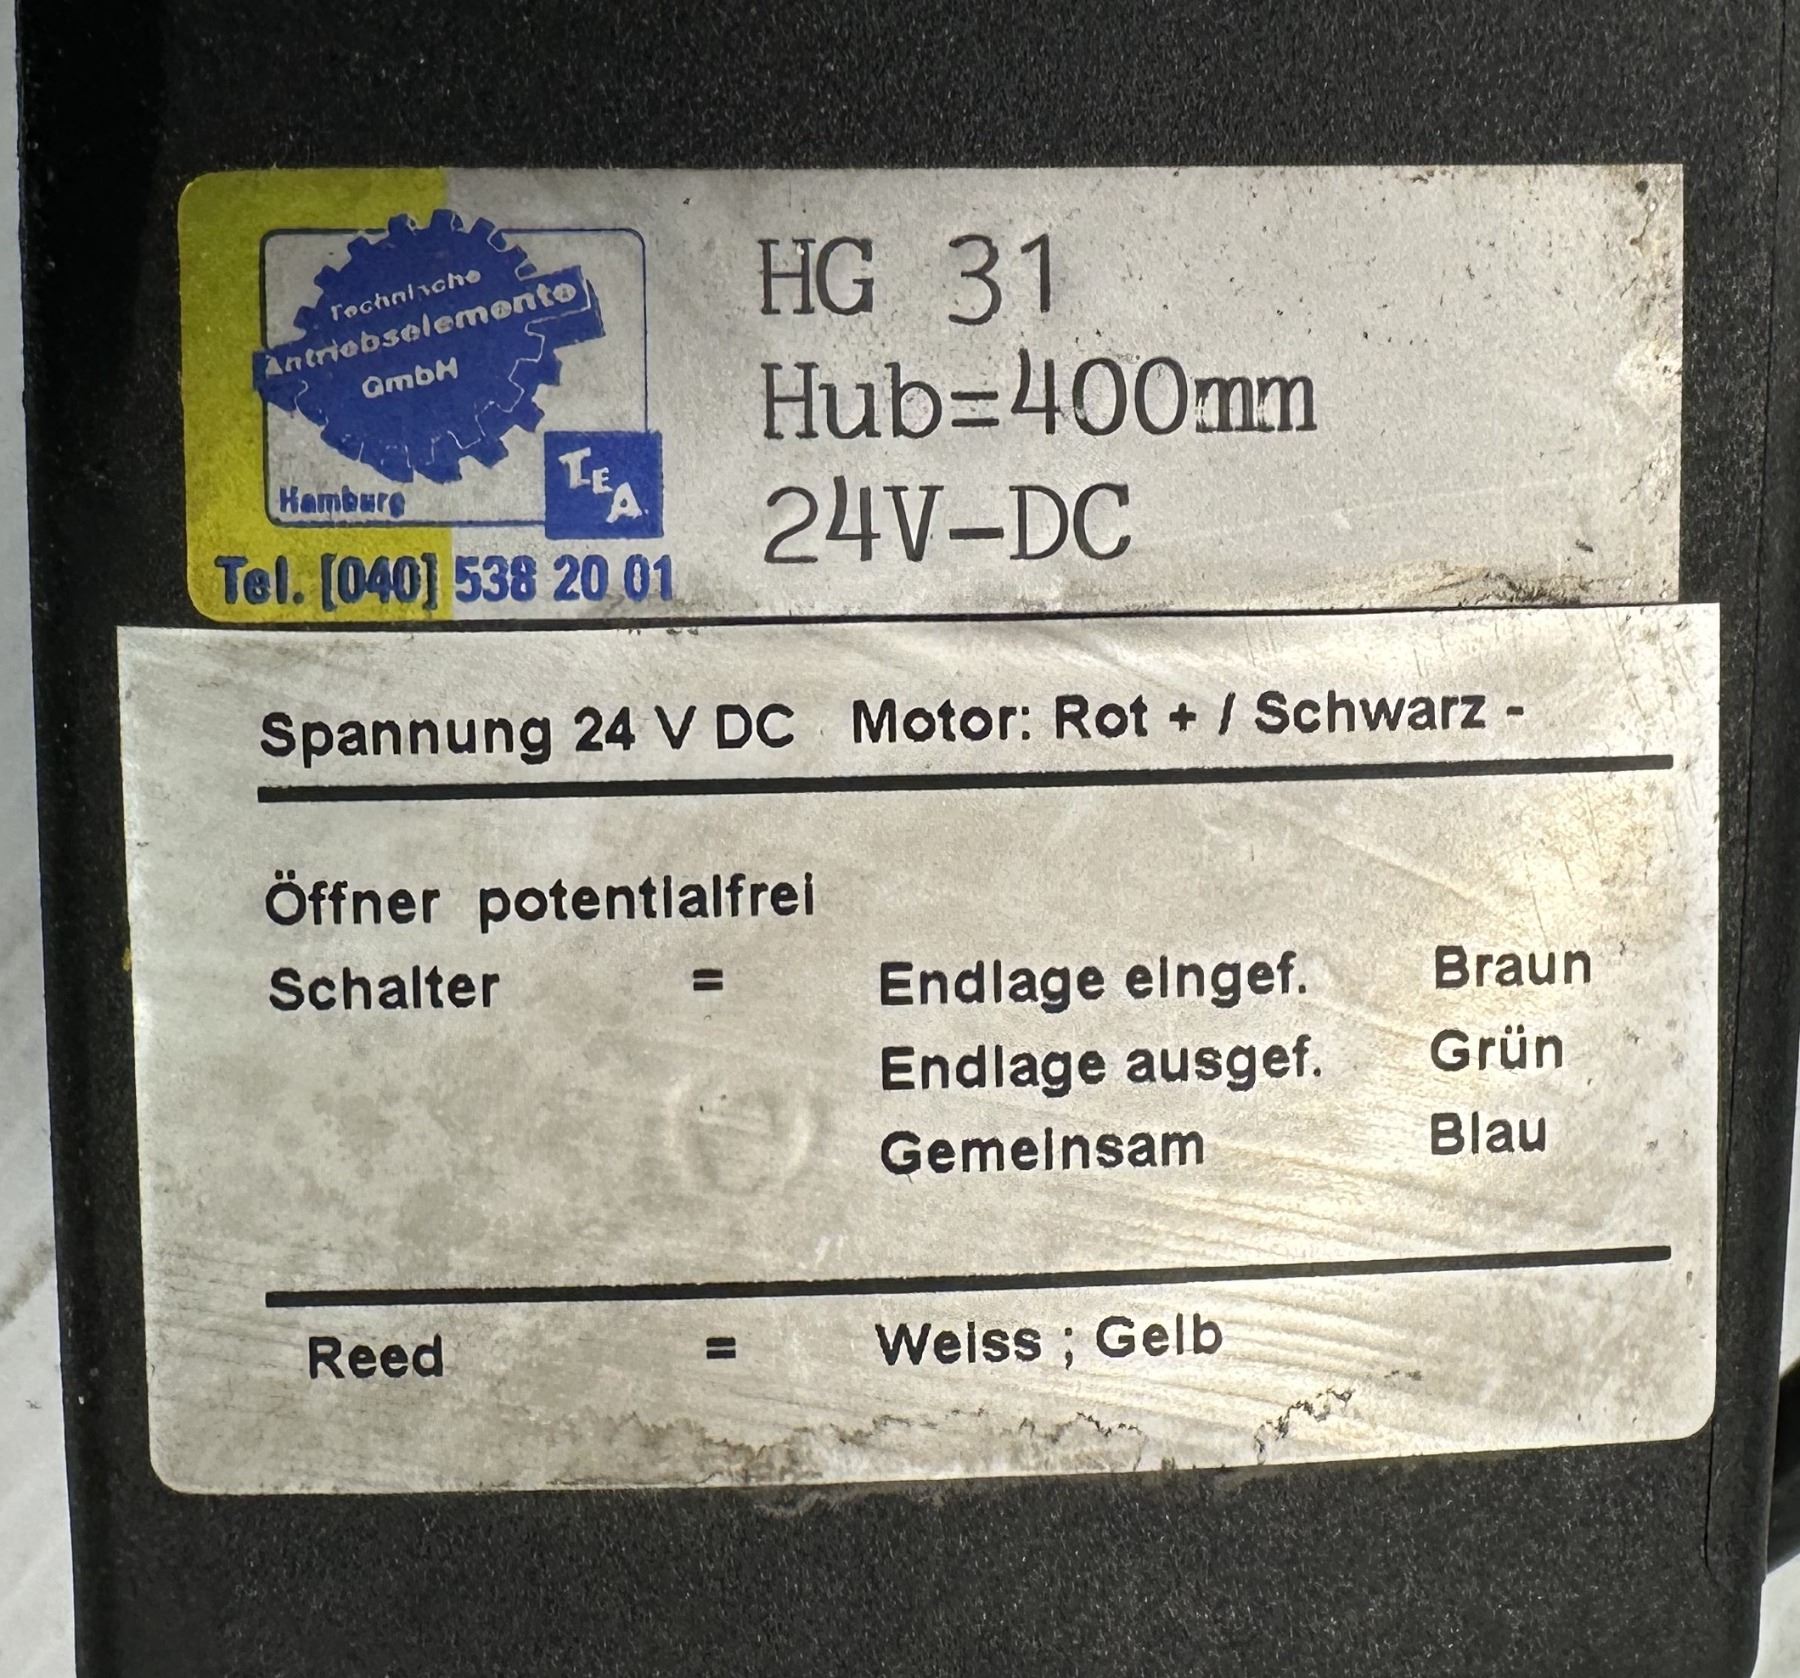 Technische
Antriebselemente
GmbH
TEA
Hamburg
Tel. [040] 538 20 01
HG 31
Hub=400mm
24V-DC
Spannung 24 V DC Motor: Rot + / Schwarz -
Öffner potentialfrei
Schalter = Endlage eingef. Braun
Endlage ausgef. Grün
Gemeinsam Blau
Reed = Weiss ; Gelb